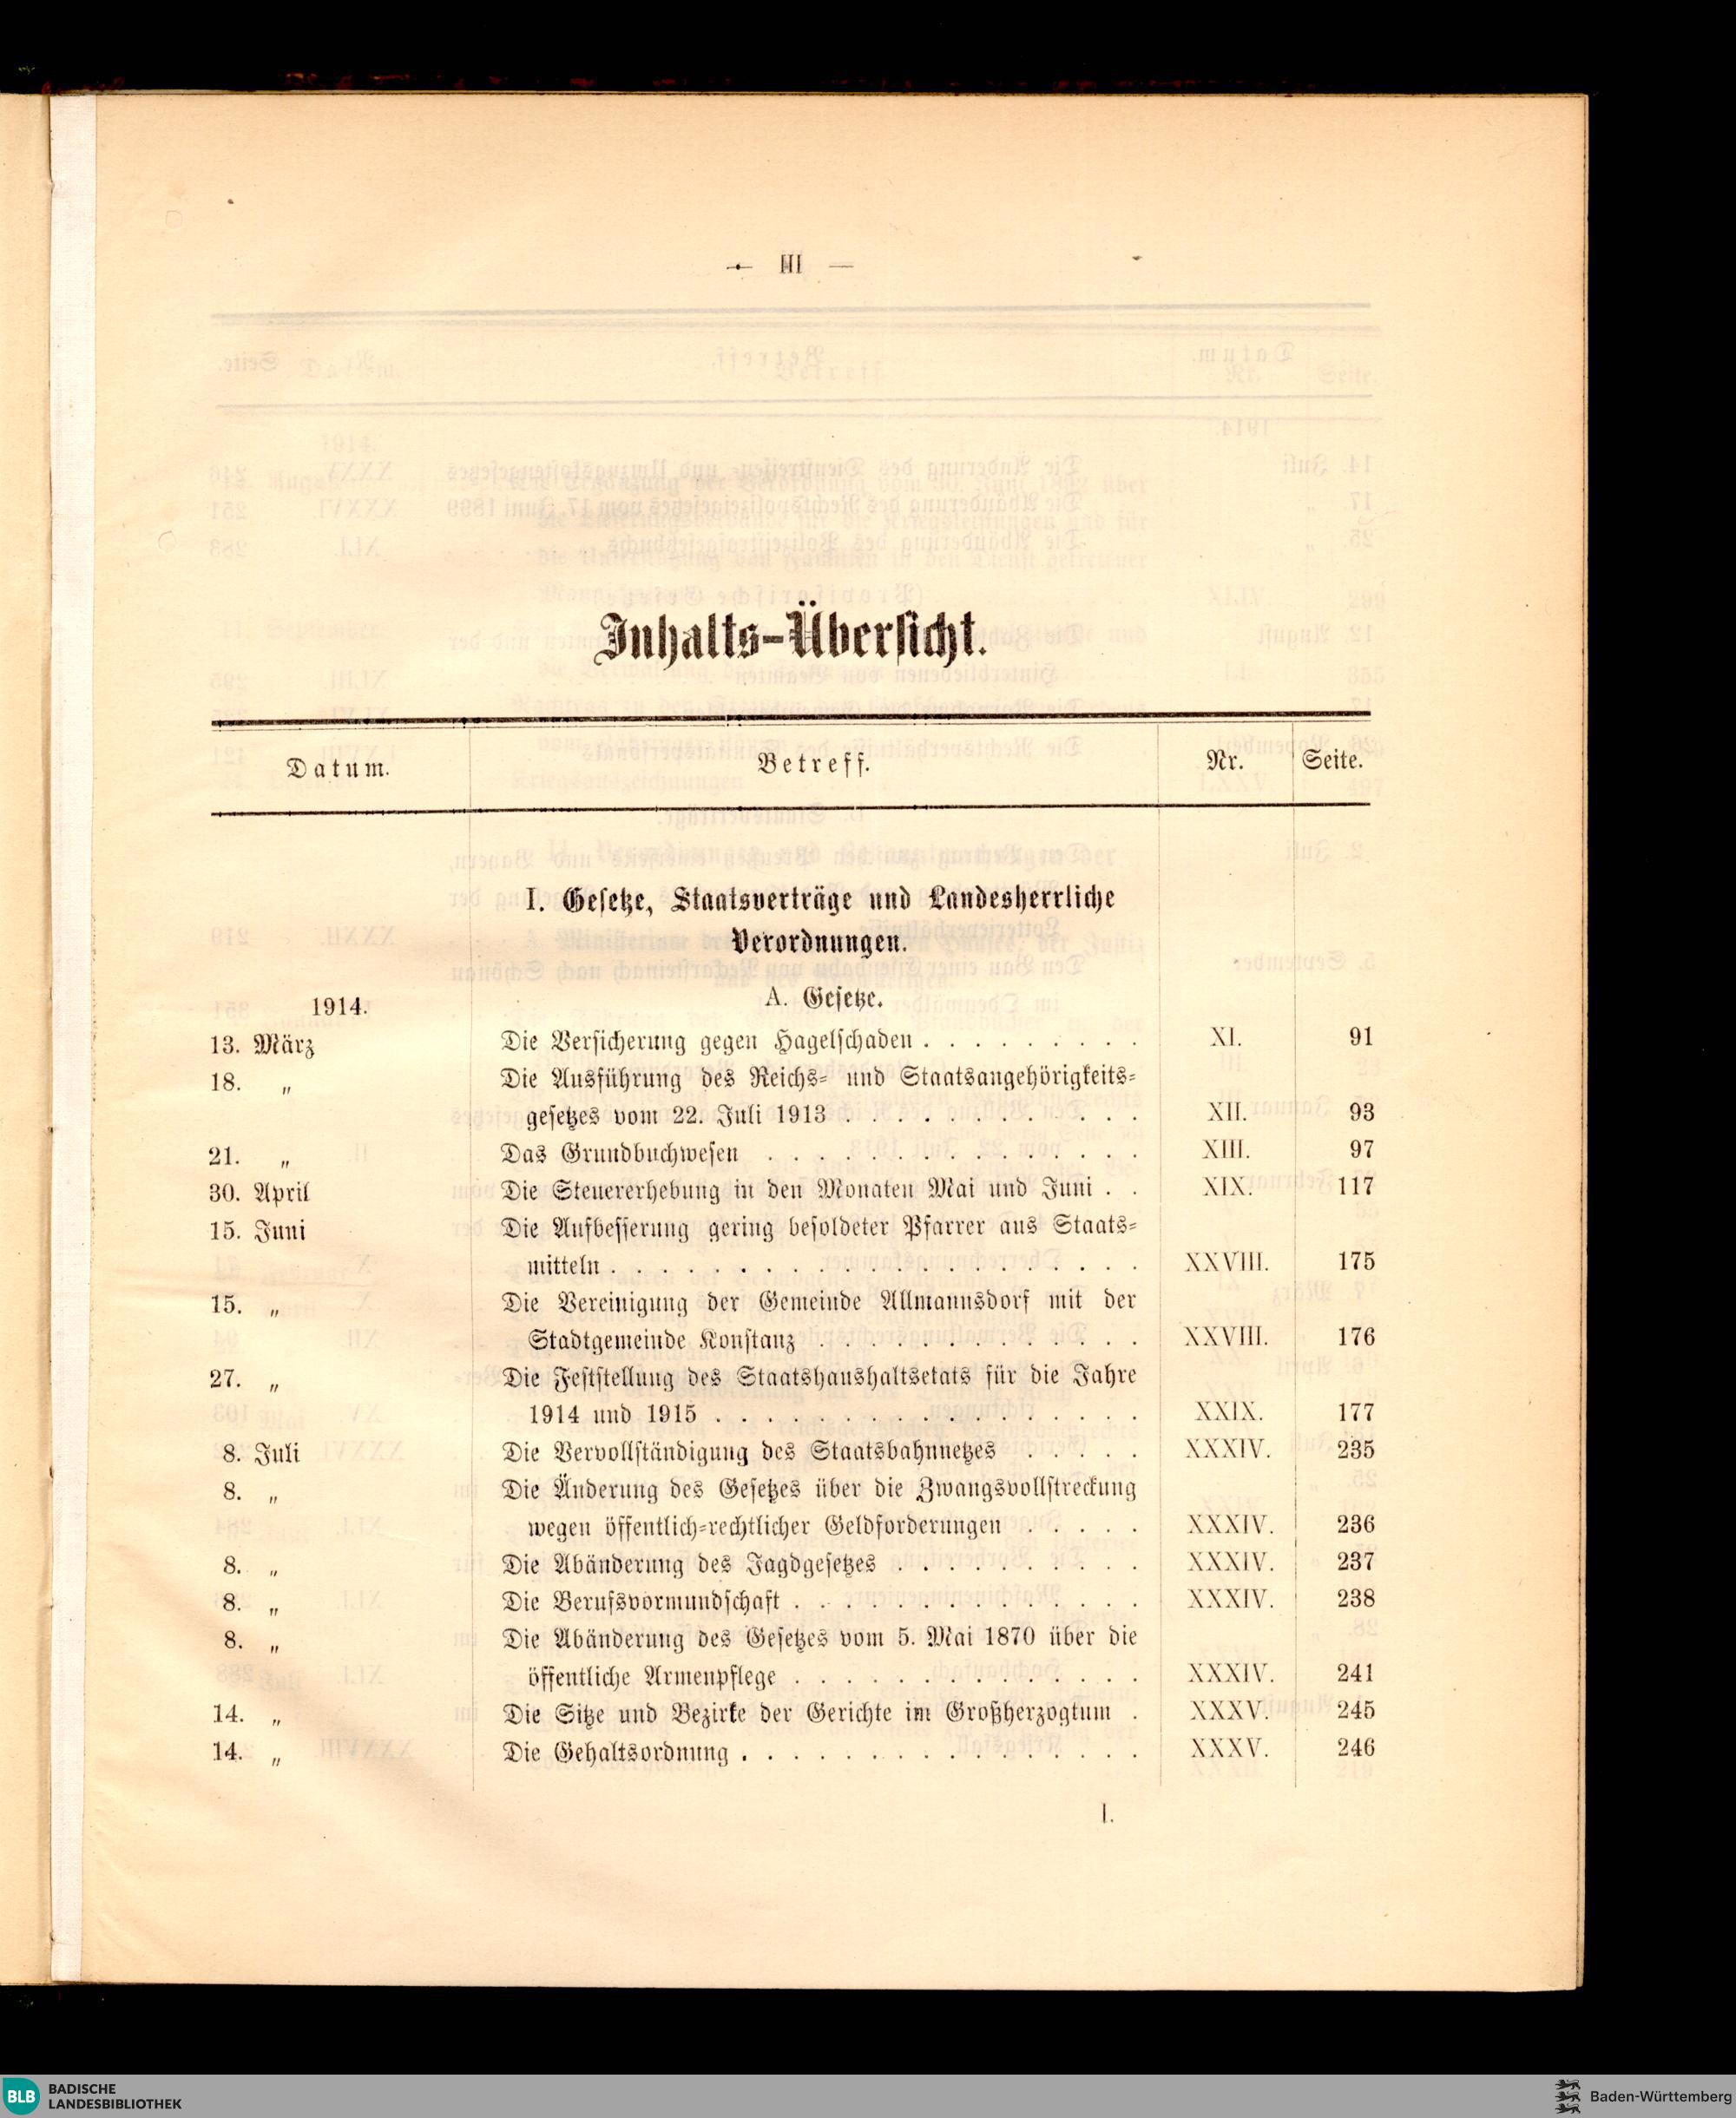 — III —
Inhalts-Übersicht.
Datum. Betreff. Nr. Seite.
I. Gesetze, Staatsverträge und Landesherrliche
Verordnungen.
A. Gesetze.
1914.
13. März Die Versicherung gegen Hagelschaden . . . . . . . . . XI. 91
18. „ Die Ausführung des Reichs- und Staatsangehörigkeits-
gesetzes vom 22. Juli 1913 . . . . . . . . . . . . XII. 93
21. „ Das Grundbuchwesen . . . . . . . . . . . . . . . XIII. 97
30. April Die Steuererhebung in den Monaten Mai und Juni . . XIX. 117
15. Juni Die Aufbesserung gering besoldeter Pfarrer aus Staats-
mitteln . . . . . . . . . . . . . . . . . . . . . XXVIII. 175
15. „ Die Vereinigung der Gemeinde Allmannsdorf mit der
Stadtgemeinde Konstanz . . . . . . . . . . . . . XXVIII. 176
27. „ Die Feststellung des Staatshaushaltsetats für die Jahre
1914 und 1915 . . . . . . . . . . . . . . . . . XXIX. 177
8. Juli Die Vervollständigung des Staatsbahnnetzes . . . . . XXXIV. 235
8. „ Die Änderung des Gesetzes über die Zwangsvollstreckung
wegen öffentlich-rechtlicher Geldforderungen . . . . . XXXIV. 236
8. „ Die Abänderung des Jagdgesetzes . . . . . . . . . . XXXIV. 237
8. „ Die Berufsvormundschaft . . . . . . . . . . . . . . XXXIV. 238
8. „ Die Abänderung des Gesetzes vom 5. Mai 1870 über die
öffentliche Armenpflege . . . . . . . . . . . . . . XXXIV. 241
14. „ Die Sitze und Bezirke der Gerichte im Großherzogtum . XXXV. 245
14. „ Die Gehaltsordnung . . . . . . . . . . . . . . . . XXXV. 246
I.
BLB BADISCHE
LANDESBIBLIOTHEK
Baden-Württemberg